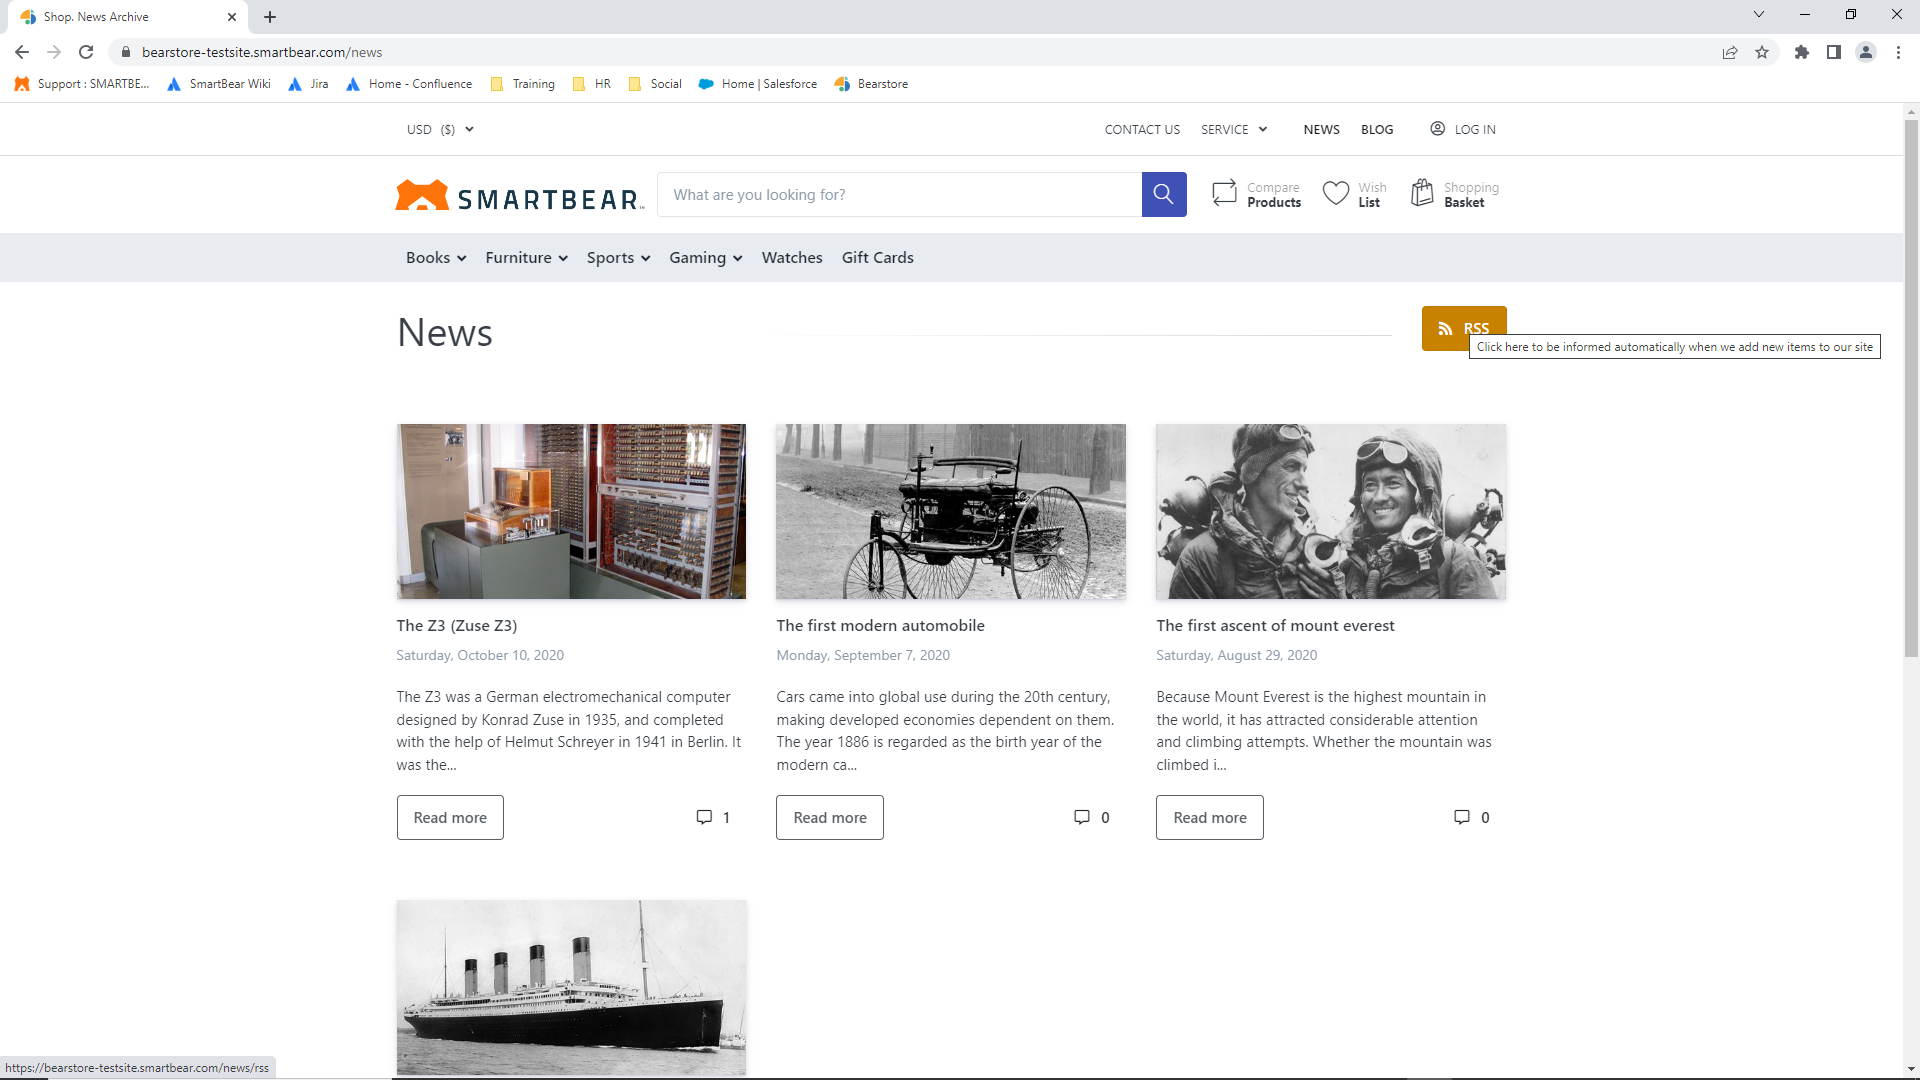 Shop. News Archive
bearstore-testsite.smartbear.com/news
Support : SMARTBE... SmartBear Wiki Jira Home - Confluence Training HR Social Home | Salesforce Bearstore
USD ($) CONTACT US SERVICE NEWS BLOG LOG IN
SMARTBEAR
What are you looking for?
Compare Products
Wish List
Shopping Basket
Books Furniture Sports Gaming Watches Gift Cards
News
RSS
Click here to be informed automatically when we add new items to our site
The Z3 (Zuse Z3)
Saturday, October 10, 2020
The Z3 was a German electromechanical computer
designed by Konrad Zuse in 1935, and completed
with the help of Helmut Schreyer in 1941 in Berlin. It
was the...
Read more 1
The first modern automobile
Monday, September 7, 2020
Cars came into global use during the 20th century,
making developed economies dependent on them.
The year 1886 is regarded as the birth year of the
modern ca...
Read more 0
The first ascent of mount everest
Saturday, August 29, 2020
Because Mount Everest is the highest mountain in
the world, it has attracted considerable attention
and climbing attempts. Whether the mountain was
climbed i...
Read more 0
https://bearstore-testsite.smartbear.com/news/rss